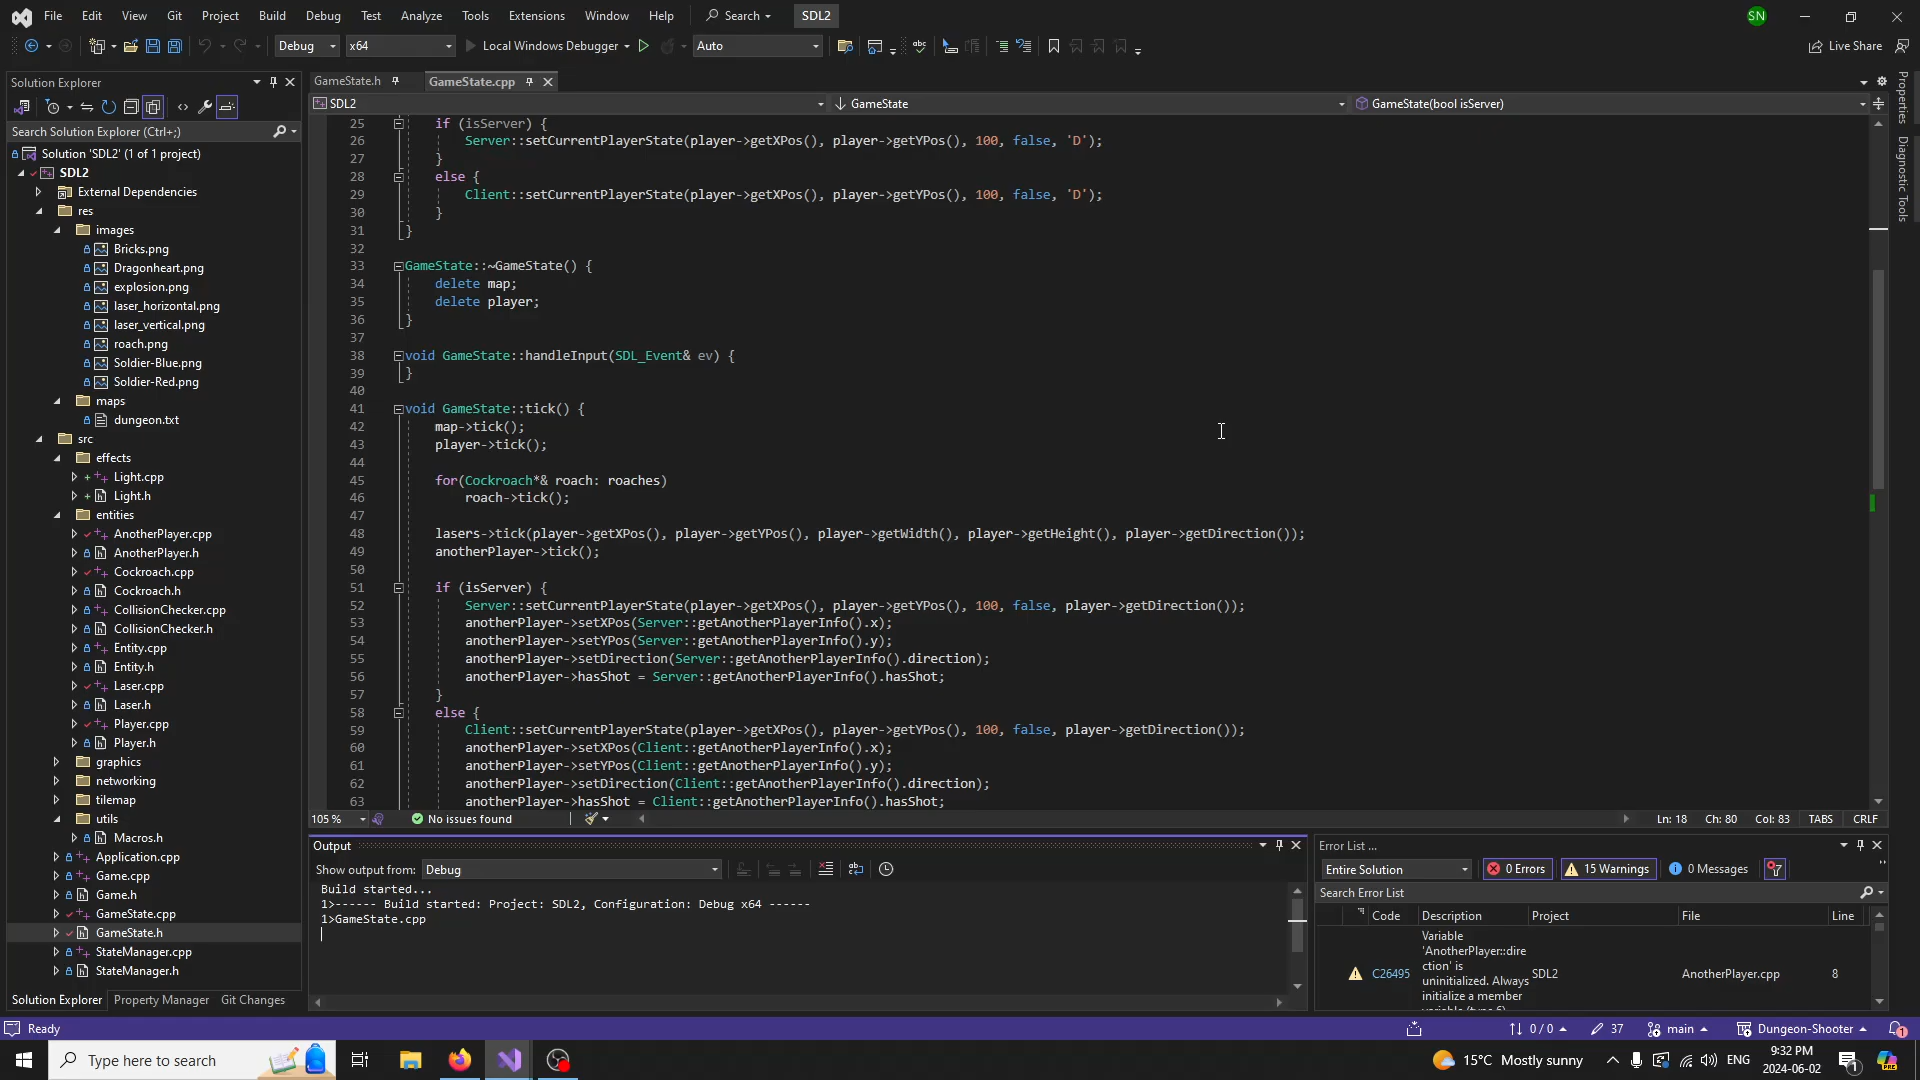 File Edit View Git Project Build Debug Test Analyze Tools Extensions Window Help Search SDL2 SN
Debug x64 Local Windows Debugger Auto Live Share
Solution Explorer
Search Solution Explorer (Ctrl+;)
Solution 'SDL2' (1 of 1 project)
SDL2
External Dependencies
res
images
Bricks.png
Dragonheart.png
explosion.png
laser_horizontal.png
laser_vertical.png
roach.png
Soldier-Blue.png
Soldier-Red.png
maps
dungeon.txt
src
effects
Light.cpp
Light.h
entities
AnotherPlayer.cpp
AnotherPlayer.h
Cockroach.cpp
Cockroach.h
CollisionChecker.cpp
CollisionChecker.h
Entity.cpp
Entity.h
Laser.cpp
Laser.h
Player.cpp
Player.h
graphics
networking
tilemap
utils
Macros.h
Application.cpp
Game.cpp
Game.h
GameState.cpp
GameState.h
StateManager.cpp
StateManager.h
Solution Explorer Property Manager Git Changes
GameState.h GameState.cpp
SDL2 GameState GameState(bool isServer)
25 if (isServer) {
26 Server::setCurrentPlayerState(player->getXPos(), player->getYPos(), 100, false, 'D');
27 }
28 else {
29 Client::setCurrentPlayerState(player->getXPos(), player->getYPos(), 100, false, 'D');
30 }
31 }
32
33 GameState::~GameState() {
34 delete map;
35 delete player;
36 }
37
38 void GameState::handleInput(SDL_Event& ev) {
39 }
40
41 void GameState::tick() {
42 map->tick();
43 player->tick();
44
45 for(Cockroach*& roach: roaches)
46 roach->tick();
47
48 lasers->tick(player->getXPos(), player->getYPos(), player->getWidth(), player->getHeight(), player->getDirection());
49 anotherPlayer->tick();
50
51 if (isServer) {
52 Server::setCurrentPlayerState(player->getXPos(), player->getYPos(), 100, false, player->getDirection());
53 anotherPlayer->setXPos(Server::getAnotherPlayerInfo().x);
54 anotherPlayer->setYPos(Server::getAnotherPlayerInfo().y);
55 anotherPlayer->setDirection(Server::getAnotherPlayerInfo().direction);
56 anotherPlayer->hasShot = Server::getAnotherPlayerInfo().hasShot;
57 }
58 else {
59 Client::setCurrentPlayerState(player->getXPos(), player->getYPos(), 100, false, player->getDirection());
60 anotherPlayer->setXPos(Client::getAnotherPlayerInfo().x);
61 anotherPlayer->setYPos(Client::getAnotherPlayerInfo().y);
62 anotherPlayer->setDirection(Client::getAnotherPlayerInfo().direction);
63 anotherPlayer->hasShot = Client::getAnotherPlayerInfo().hasShot;
105 % No issues found Ln: 18 Ch: 80 Col: 83 TABS CRLF
Properties
Diagnostic Tools
Output
Show output from: Debug
Build started...
1>------ Build started: Project: SDL2, Configuration: Debug x64 ------
1>GameState.cpp
Error List ...
Entire Solution 0 Errors 15 Warnings 0 Messages
Search Error List
Code Description Project File Line
C26495 Variable 'AnotherPlayer::dire
ction' is
uninitialized. Always
initialize a member
SDL2 AnotherPlayer.cpp 8
Ready 0 / 0 37 main Dungeon-Shooter 1
Type here to search 15°C Mostly sunny ENG 9:32 PM
2024-06-02 1